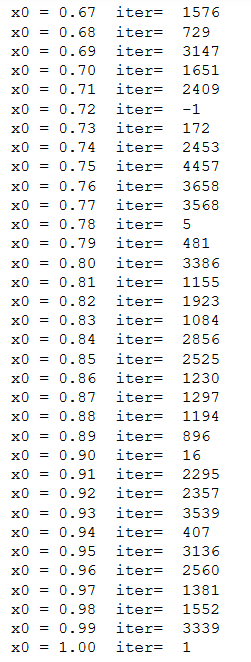 x0 = 0.67 iter= 1576
x0 = 0.68 iter= 729
x0 = 0.69 iter= 3147
x0 = 0.70 iter= 1651
x0 = 0.71 iter= 2409
x0 = 0.72 iter= -1
x0 = 0.73 iter= 172
x0 = 0.74 iter= 2453
x0 = 0.75 iter= 4457
x0 = 0.76 iter= 3658
x0 = 0.77 iter= 3568
x0 = 0.78 iter= 5
x0 = 0.79 iter= 481
x0 = 0.80 iter= 3386
x0 = 0.81 iter= 1155
x0 = 0.82 iter= 1923
x0 = 0.83 iter= 1084
x0 = 0.84 iter= 2856
x0 = 0.85 iter= 2525
x0 = 0.86 iter= 1230
x0 = 0.87 iter= 1297
x0 = 0.88 iter= 1194
x0 = 0.89 iter= 896
x0 = 0.90 iter= 16
x0 = 0.91 iter= 2295
x0 = 0.92 iter= 2357
x0 = 0.93 iter= 3539
x0 = 0.94 iter= 407
x0 = 0.95 iter= 3136
x0 = 0.96 iter= 2560
x0 = 0.97 iter= 1381
x0 = 0.98 iter= 1552
x0 = 0.99 iter= 3339
x0 = 1.00 iter= 1